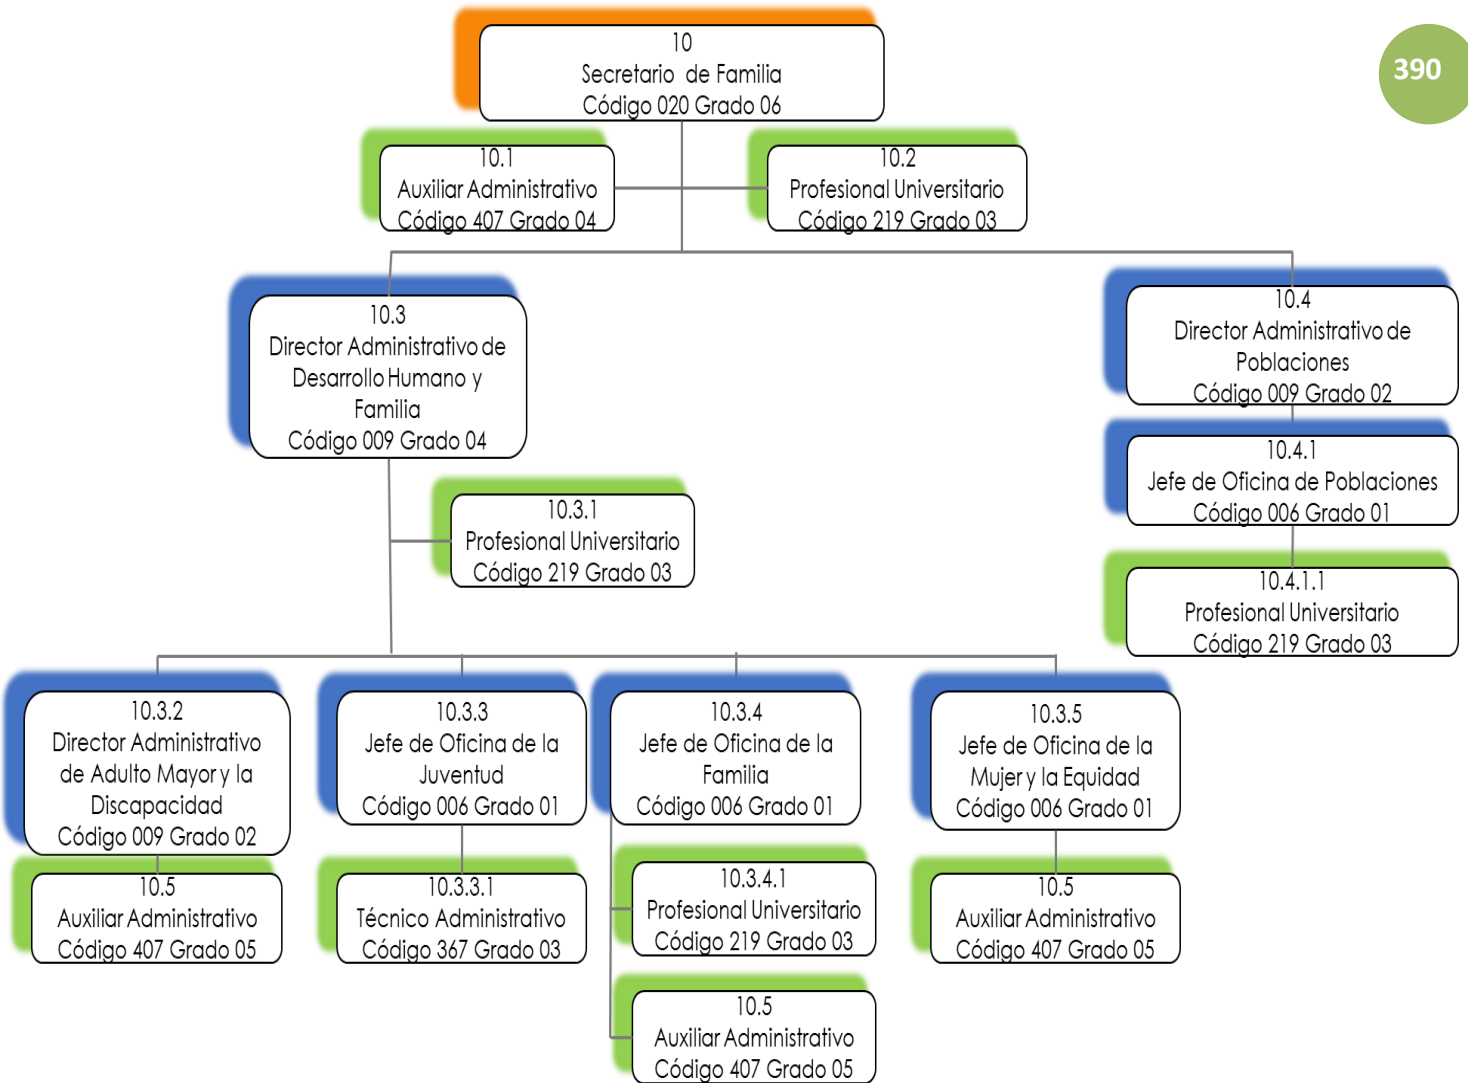 10
Secretario de Familia
Código 020 Grado 06
390
10.1
Auxiliar Administrativo
Código 407 Grado 04
10.2
Profesional Universitario
Código 219 Grado 03
10.3
Director Administrativo de
Desarrollo Humano y
Familia
Código 009 Grado 04
10.4
Director Administrativo de
Poblaciones
Código 009 Grado 02
10.4.1
Jefe de Oficina de Poblaciones
Código 006 Grado 01
10.3.1
Profesional Universitario
Código 219 Grado 03
10.4.1.1
Profesional Universitario
Código 219 Grado 03
10.3.2
Director Administrativo
de Adulto Mayor y la
Discapacidad
Código 009 Grado 02
10.3.3
Jefe de Oficina de la
Juventud
Código 006 Grado 01
10.3.4
Jefe de Oficina de la
Familia
Código 006 Grado 01
10.3.5
Jefe de Oficina de la
Mujer y la Equidad
Código 006 Grado 01
10.5
Auxiliar Administrativo
Código 407 Grado 05
10.3.3.1
Técnico Administrativo
Código 367 Grado 03
10.3.4.1
Profesional Universitario
Código 219 Grado 03
10.5
Auxiliar Administrativo
Código 407 Grado 05
10.5
Auxiliar Administrativo
Código 407 Grado 05